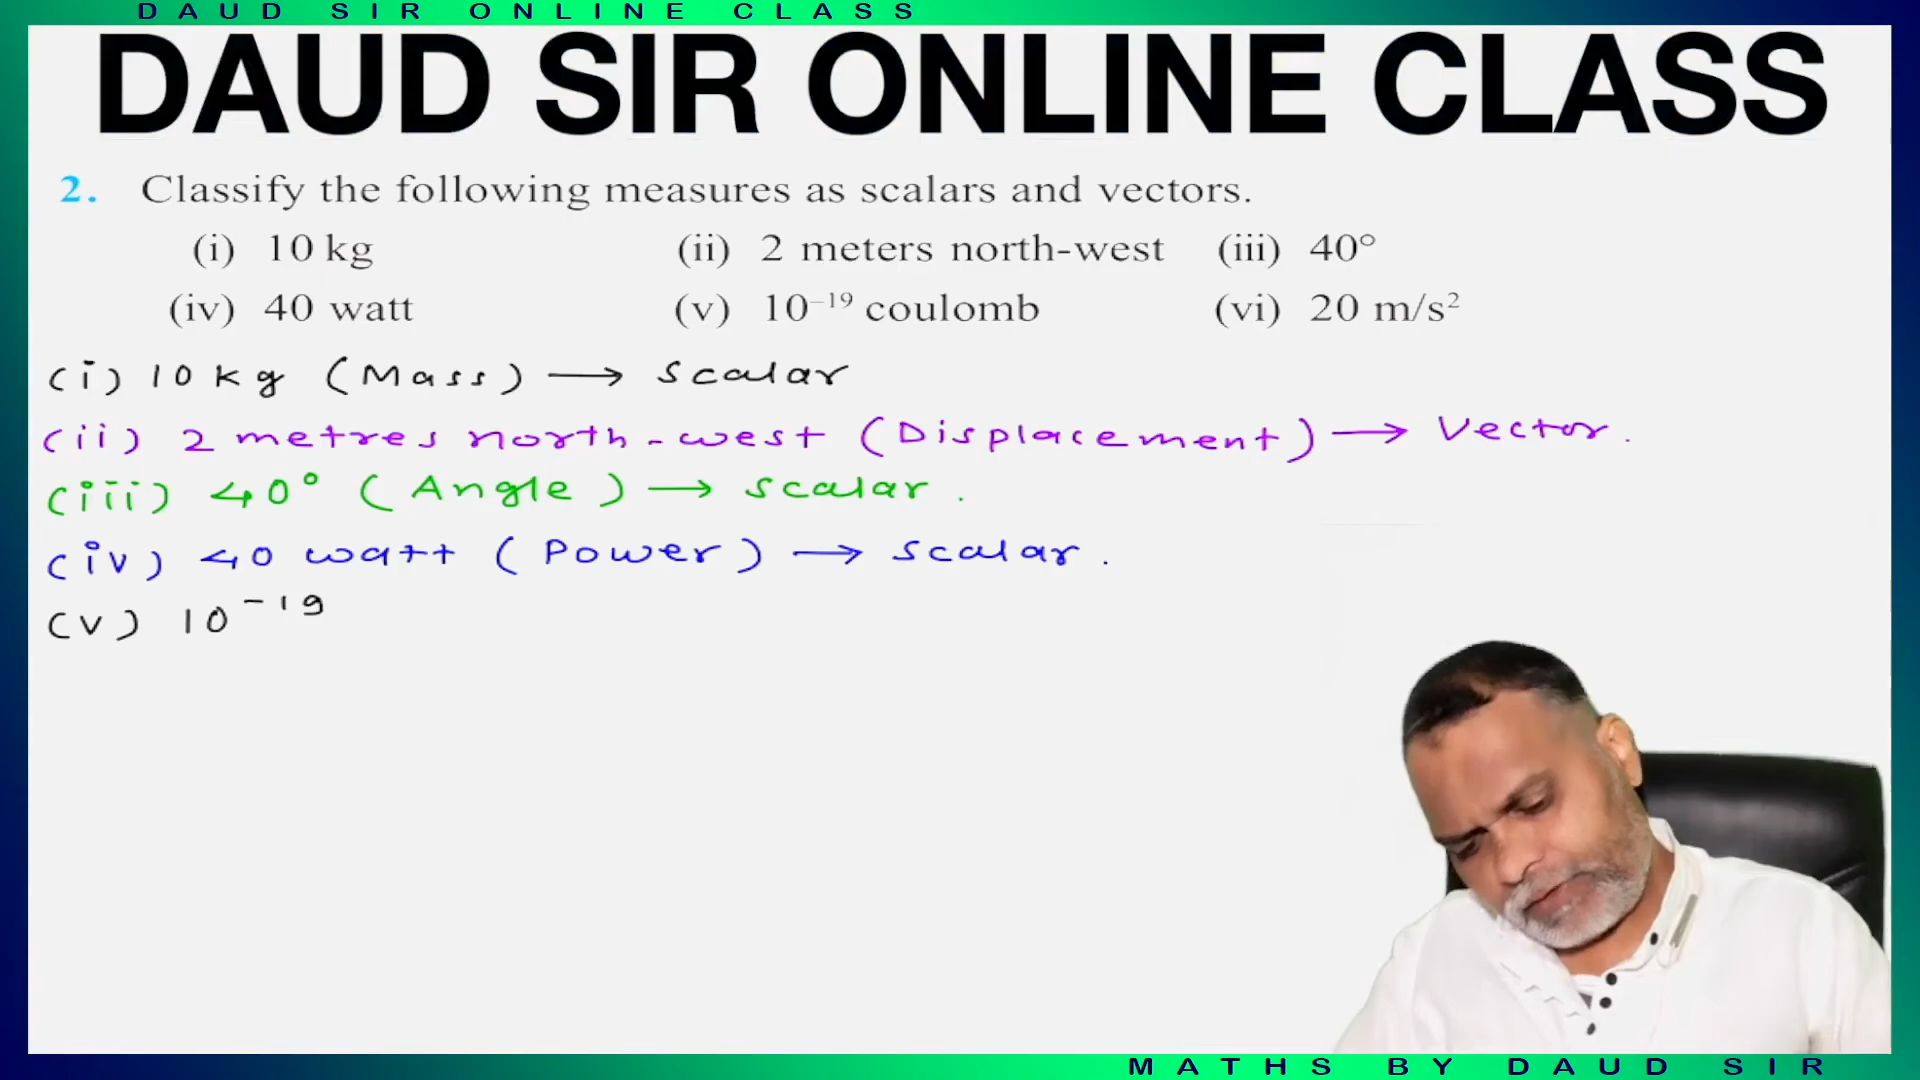 DAUD SIR ONLINE CLASS
DAUD SIR ONLINE CLASS
2. Classify the following measures as scalars and vectors.
(i) 10 kg (ii) 2 meters north-west (iii) 40°
(iv) 40 watt (v) 10⁻¹⁹ coulomb (vi) 20 m/s²
(i) 10 kg (Mass) → scalar
(ii) 2 metres north-west (Displacement) → Vector.
(iii) 40° (Angle) → scalar.
(iv) 40 watt (Power) → scalar.
(v) 10⁻¹⁹
MATHS BY DAUD SIR